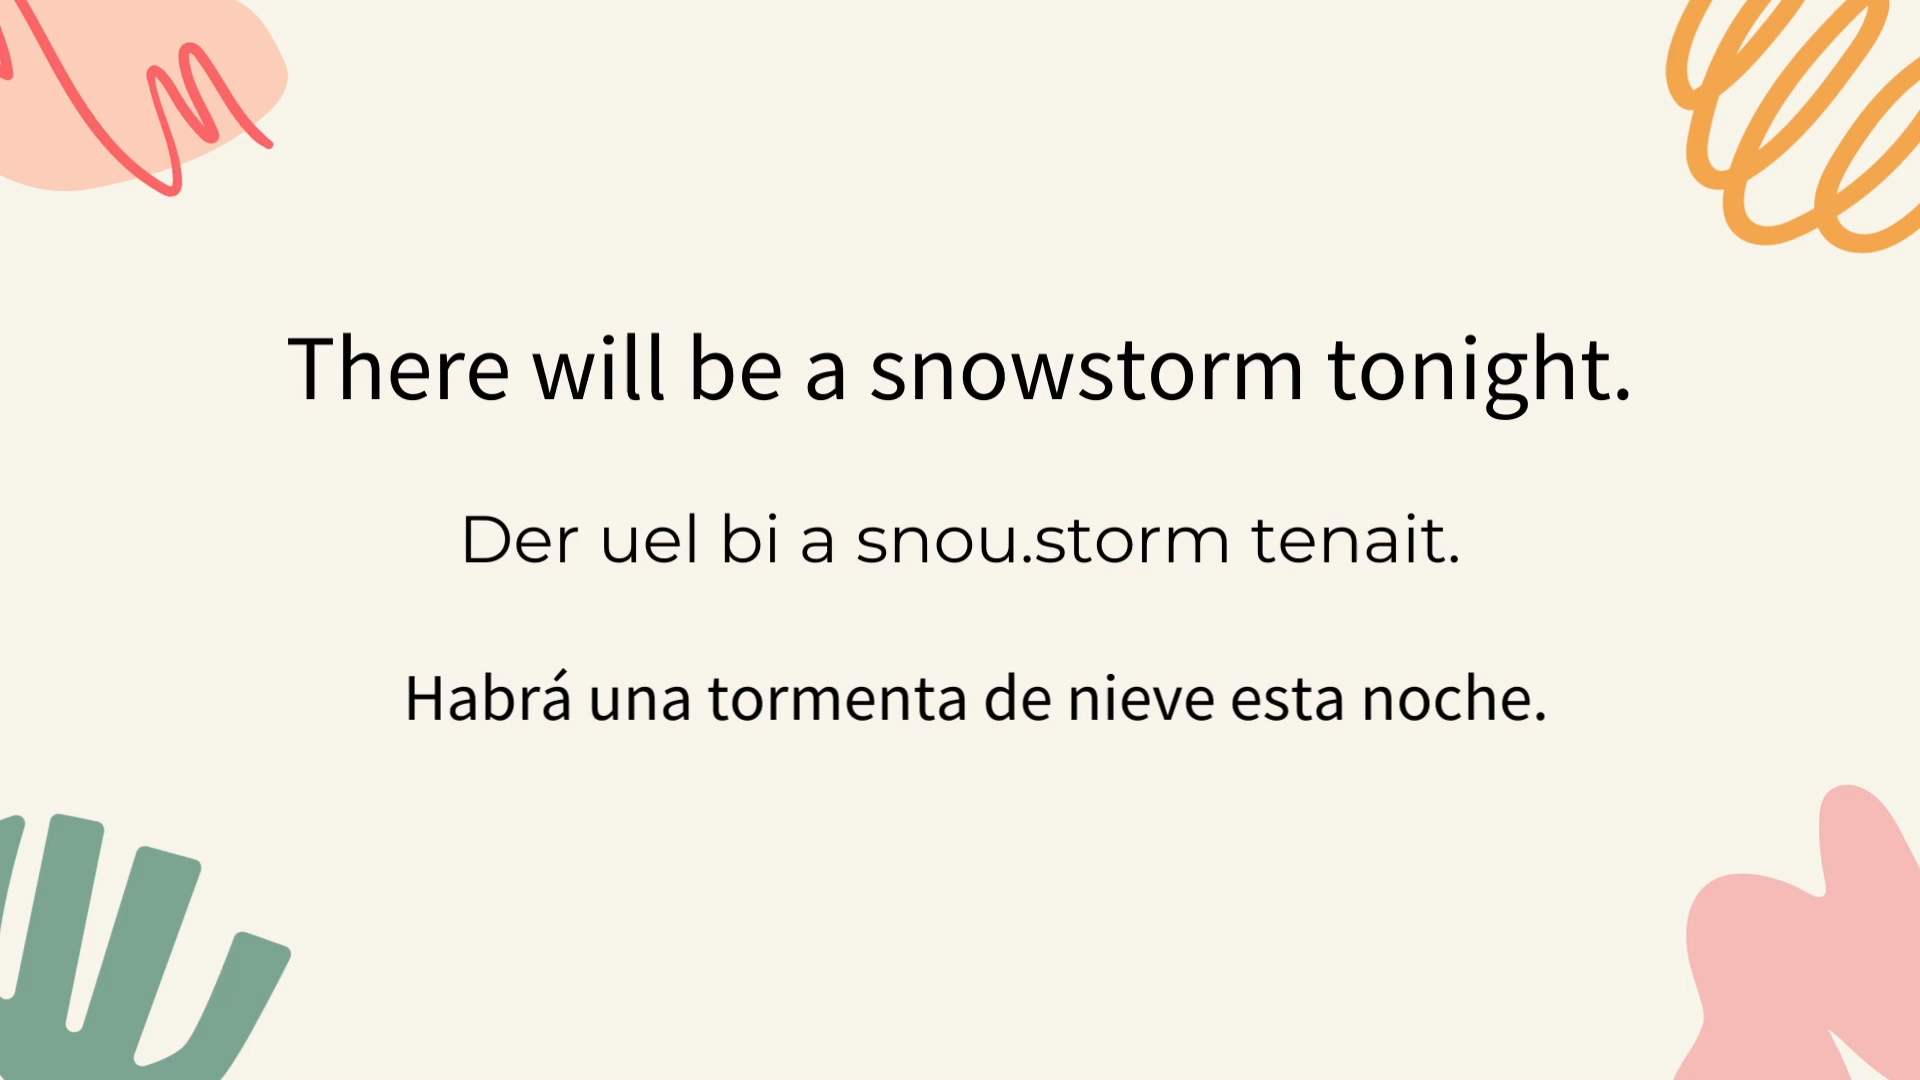 There will be a snowstorm tonight.
Der uel bi a snou.storm tenait.
Habrá una tormenta de nieve esta noche.